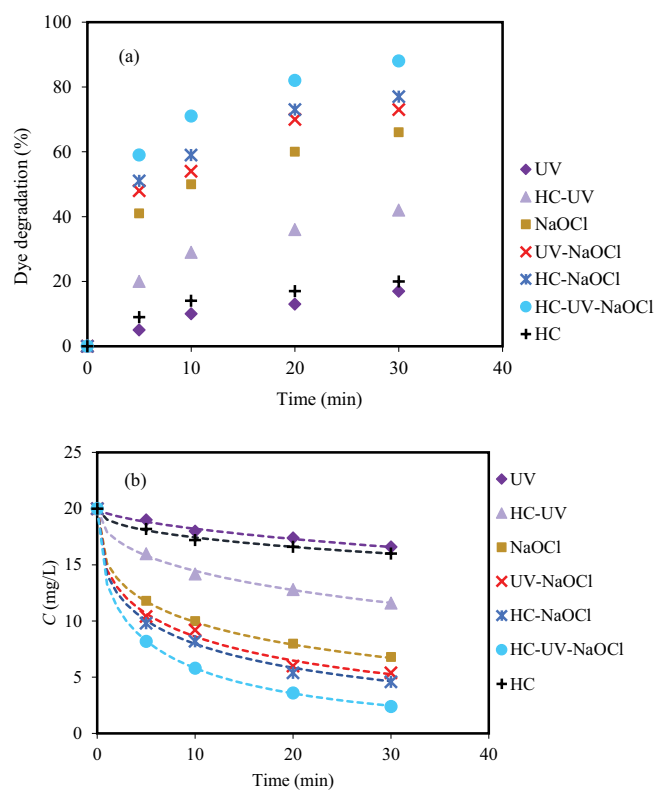 (a)
Dye degradation (%)
100
80
60
40
20
0
0 10 20 30 40
Time (min)
UV
HC-UV
NaOCl
UV-NaOCl
HC-NaOCl
HC-UV-NaOCl
HC
(b)
C (mg/L)
25
20
15
10
5
0
0 10 20 30 40
Time (min)
UV
HC-UV
NaOCl
UV-NaOCl
HC-NaOCl
HC-UV-NaOCl
HC